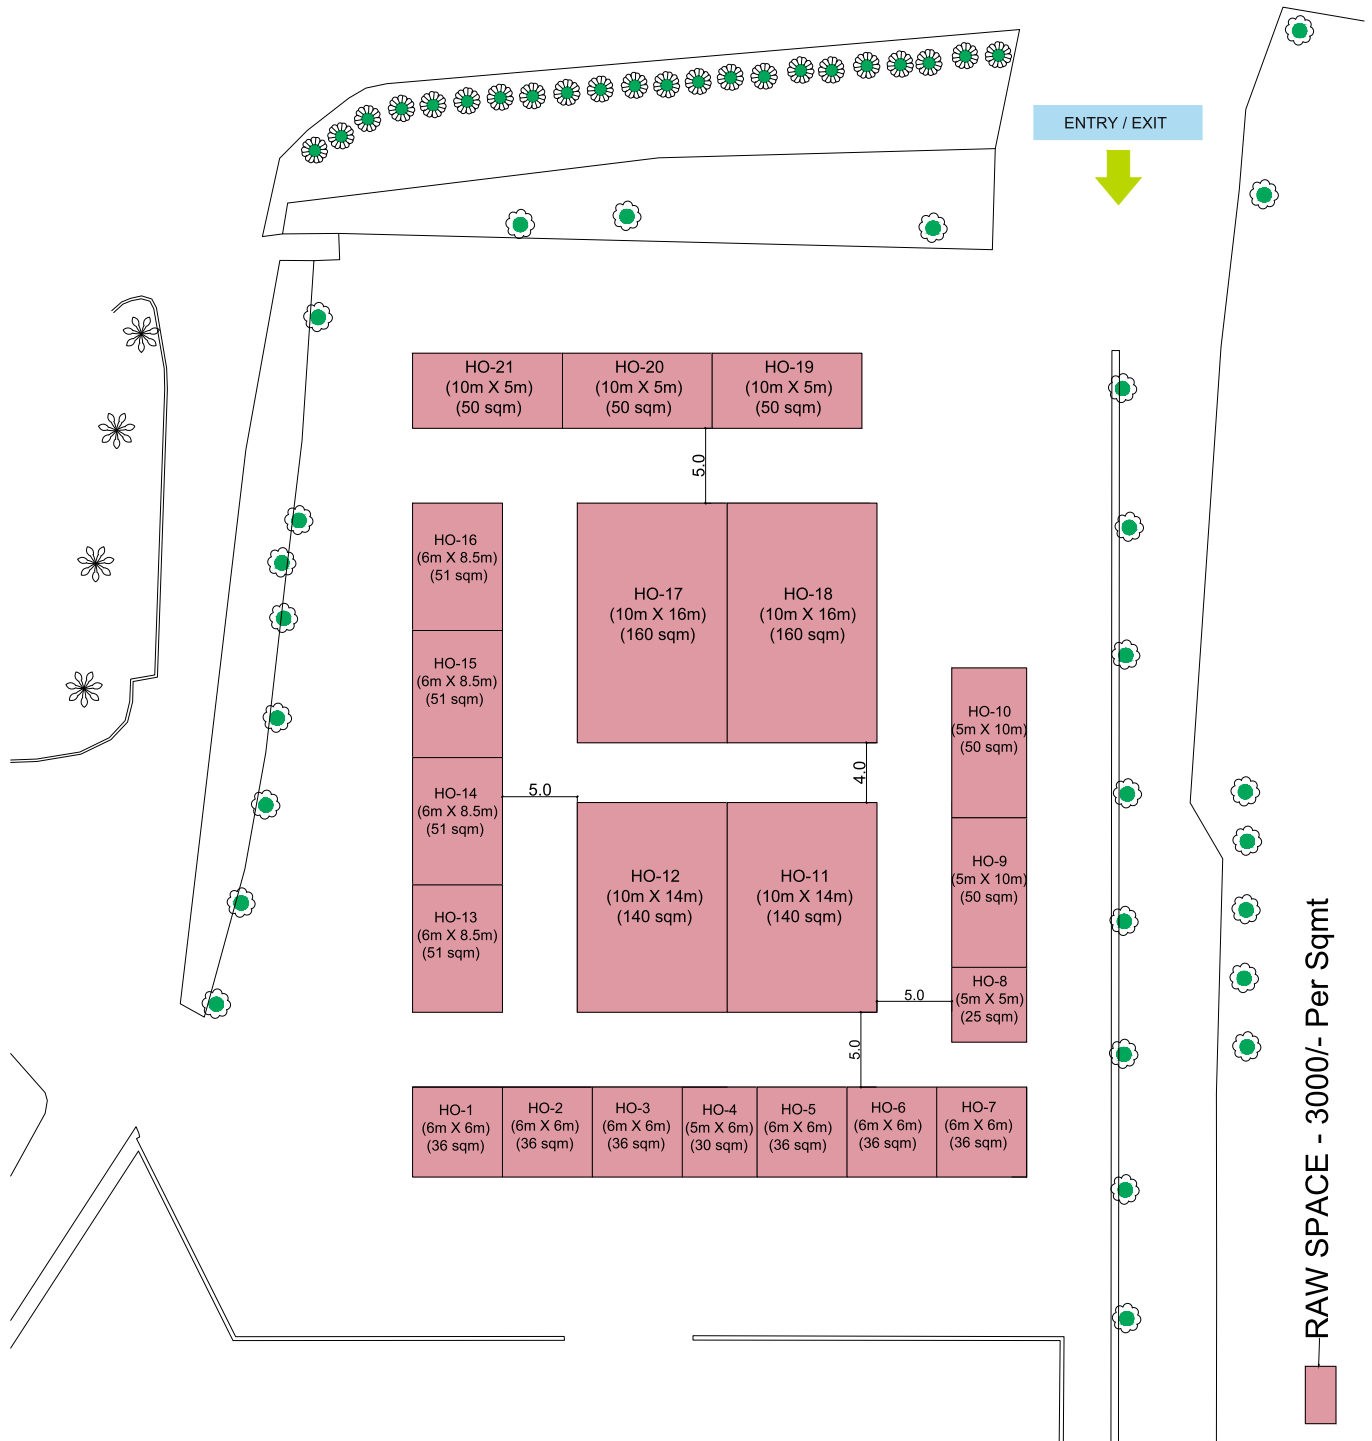 ENTRY / EXIT
HO-21
(10m X 5m)
(50 sqm)
HO-20
(10m X 5m)
(50 sqm)
HO-19
(10m X 5m)
(50 sqm)
5.0
HO-16
(6m X 8.5m)
(51 sqm)
HO-17
(10m X 16m)
(160 sqm)
HO-18
(10m X 16m)
(160 sqm)
HO-15
(6m X 8.5m)
(51 sqm)
HO-10
(5m X 10m)
(50 sqm)
4.0
5.0
HO-14
(6m X 8.5m)
(51 sqm)
HO-12
(10m X 14m)
(140 sqm)
HO-11
(10m X 14m)
(140 sqm)
HO-9
(5m X 10m)
(50 sqm)
HO-13
(6m X 8.5m)
(51 sqm)
HO-8
(5m X 5m)
(25 sqm)
5.0
5.0
HO-1
(6m X 6m)
(36 sqm)
HO-2
(6m X 6m)
(36 sqm)
HO-3
(6m X 6m)
(36 sqm)
HO-4
(5m X 6m)
(30 sqm)
HO-5
(6m X 6m)
(36 sqm)
HO-6
(6m X 6m)
(36 sqm)
HO-7
(6m X 6m)
(36 sqm)
RAW SPACE - 3000/- Per Sqmt